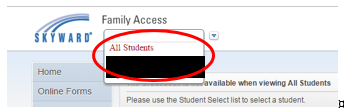 Family Access
SKYWARD®
All Students
Home
available when viewing All Students
Online Forms
Please use the Student Select list to select a student.